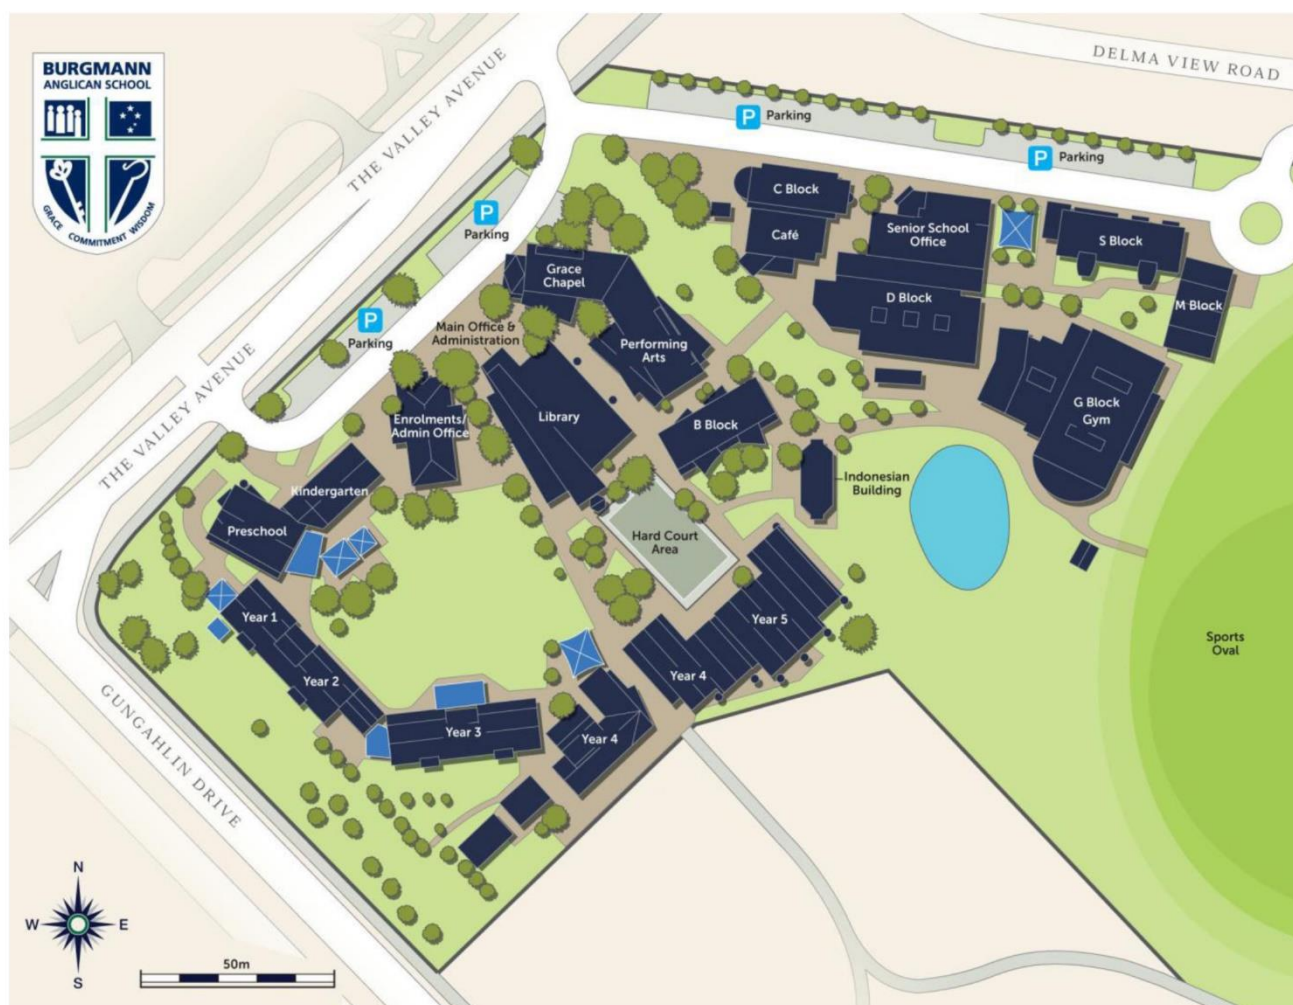 BURGMANN
ANGLICAN SCHOOL
GRACE COMMITMENT WISDOM
THE VALLEY AVENUE
DELMA VIEW ROAD
P Parking
P Parking
P
Parking
P
Parking
C Block
Café
Senior School
Office
S Block
D Block
M Block
Grace
Chapel
Main Office &
Administration
Performing
Arts
G Block
Gym
Library
B Block
Enrolments/
Admin Office
THE VALLEY AVENUE
Indonesian
Building
Kindergarten
Preschool
Hard Court
Area
Year 1
Year 5
Year 2
Year 4
Sports
Oval
Year 3
Year 4
GUNGAHLIN DRIVE
N
W E
S
50m